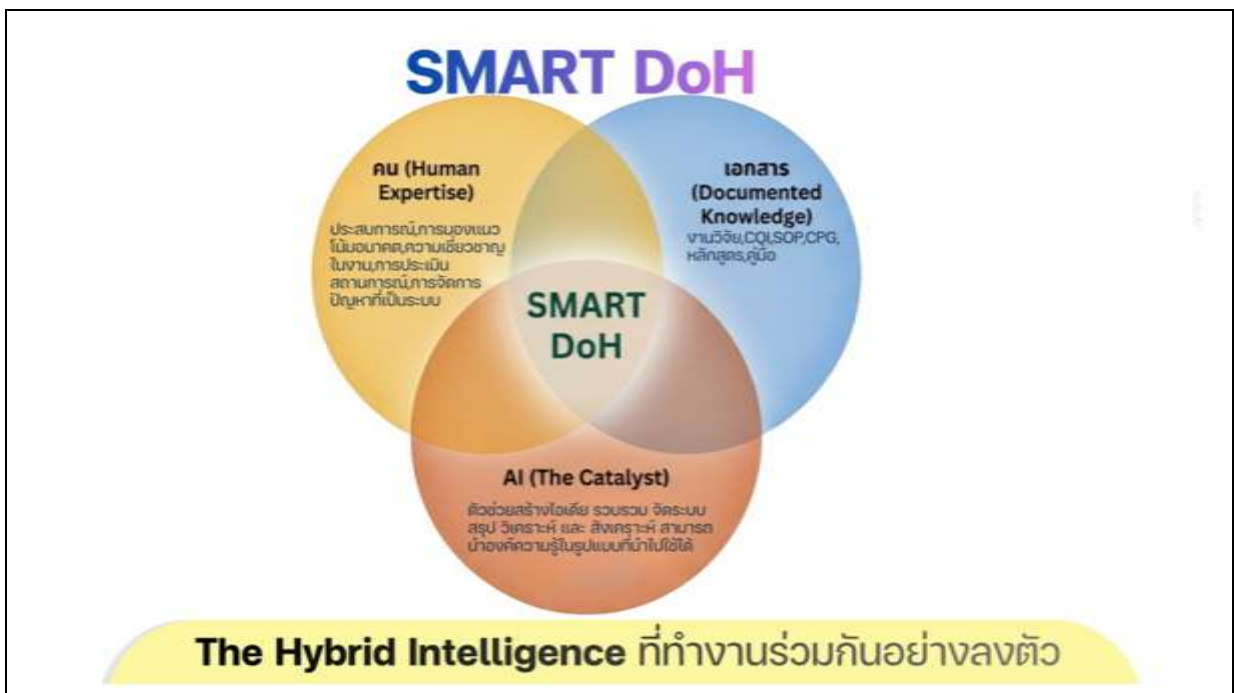 SMART DoH
คน (Human
Expertise)
ประสบการณ์,การมองแนว
โน้มอนาคต,ความเชี่ยวชาญ
ในงาน,การประเมิน
สถานการณ์,การจัดการ
ปัญหาที่เป็นระบบ
เอกสาร
(Documented
Knowledge)
งานวิจัย,CQI,SOP,CPG,
หลักสูตร,คู่มือ
SMART
DoH
AI (The Catalyst)
ตัวช่วยสร้างไอเดีย รวบรวม จัดระบบ
สรุป วิเคราะห์ และ สังเคราะห์ สามารถ
นำองค์ความรู้ในรูปแบบที่นำไปใช้ได้
The Hybrid Intelligence ที่ทำงานร่วมกันอย่างลงตัว